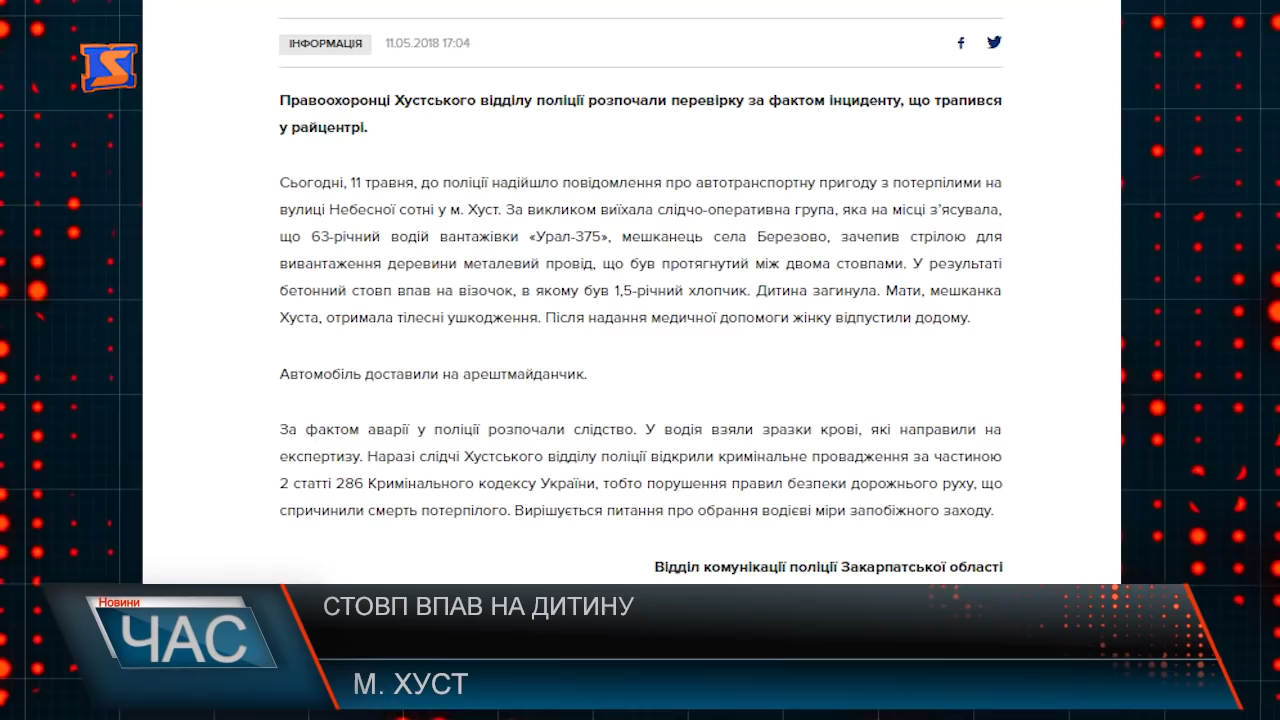 ІНФОРМАЦІЯ 11.05.2018 17:04
Правоохоронці Хустського відділу поліції розпочали перевірку за фактом інциденту, що трапився
у райцентрі.
Сьогодні, 11 травня, до поліції надійшло повідомлення про автотранспортну пригоду з потерпілими на
вулиці Небесної сотні у м. Хуст. За викликом виїхала слідчо-оперативна група, яка на місці з'ясувала,
що 63-річний водій вантажівки «Урал-375», мешканець села Березово, зачепив стрілою для
вивантаження деревини металевий провід, що був протягнутий між двома стовпами. У результаті
бетонний стовп впав на візочок, в якому був 1,5-річний хлопчик. Дитина загинула. Мати, мешканка
Хуста, отримала тілесні ушкодження. Після надання медичної допомоги жінку відпустили додому.
Автомобіль доставили на арештмайданчик.
За фактом аварії у поліції розпочали слідство. У водія взяли зразки крові, які направили на
експертизу. Наразі слідчі Хустського відділу поліції відкрили кримінальне провадження за частиною
2 статті 286 Кримінального кодексу України, тобто порушення правил безпеки дорожнього руху, що
спричинили смерть потерпілого. Вирішується питання про обрання водієві міри запобіжного заходу.
Відділ комунікації поліції Закарпатської області
Новини
ЧАС
СТОВП ВПАВ НА ДИТИНУ
М. ХУСТ